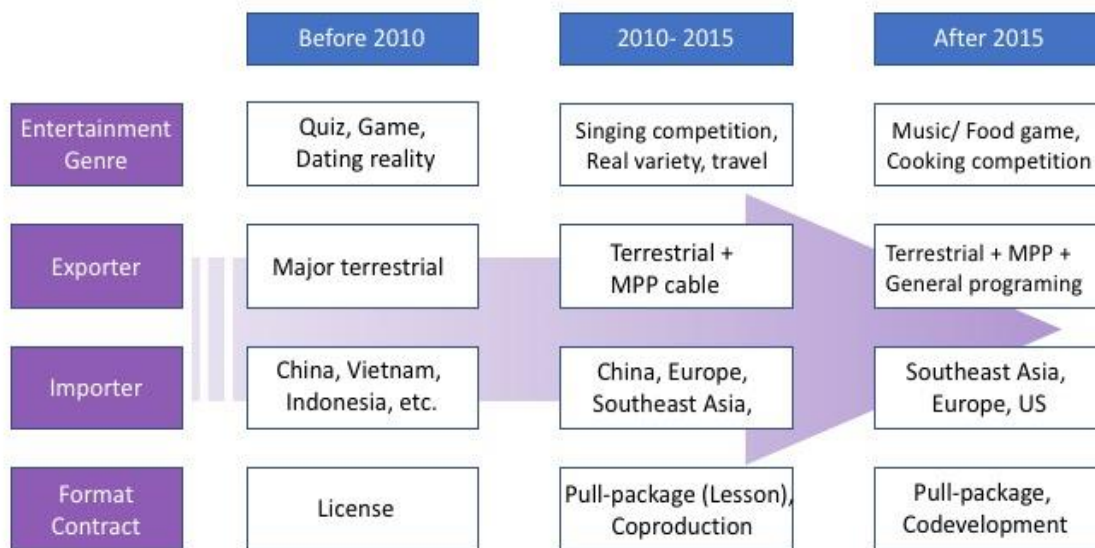 Before 2010
2010- 2015
After 2015
Entertainment
Genre
Quiz, Game,
Dating reality
Singing competition,
Real variety, travel
Music/ Food game,
Cooking competition
Exporter
Major terrestrial
Terrestrial +
MPP cable
Terrestrial + MPP +
General programing
Importer
China, Vietnam,
Indonesia, etc.
China, Europe,
Southeast Asia,
Southeast Asia,
Europe, US
Format
Contract
License
Pull-package (Lesson),
Coproduction
Pull-package,
Codevelopment